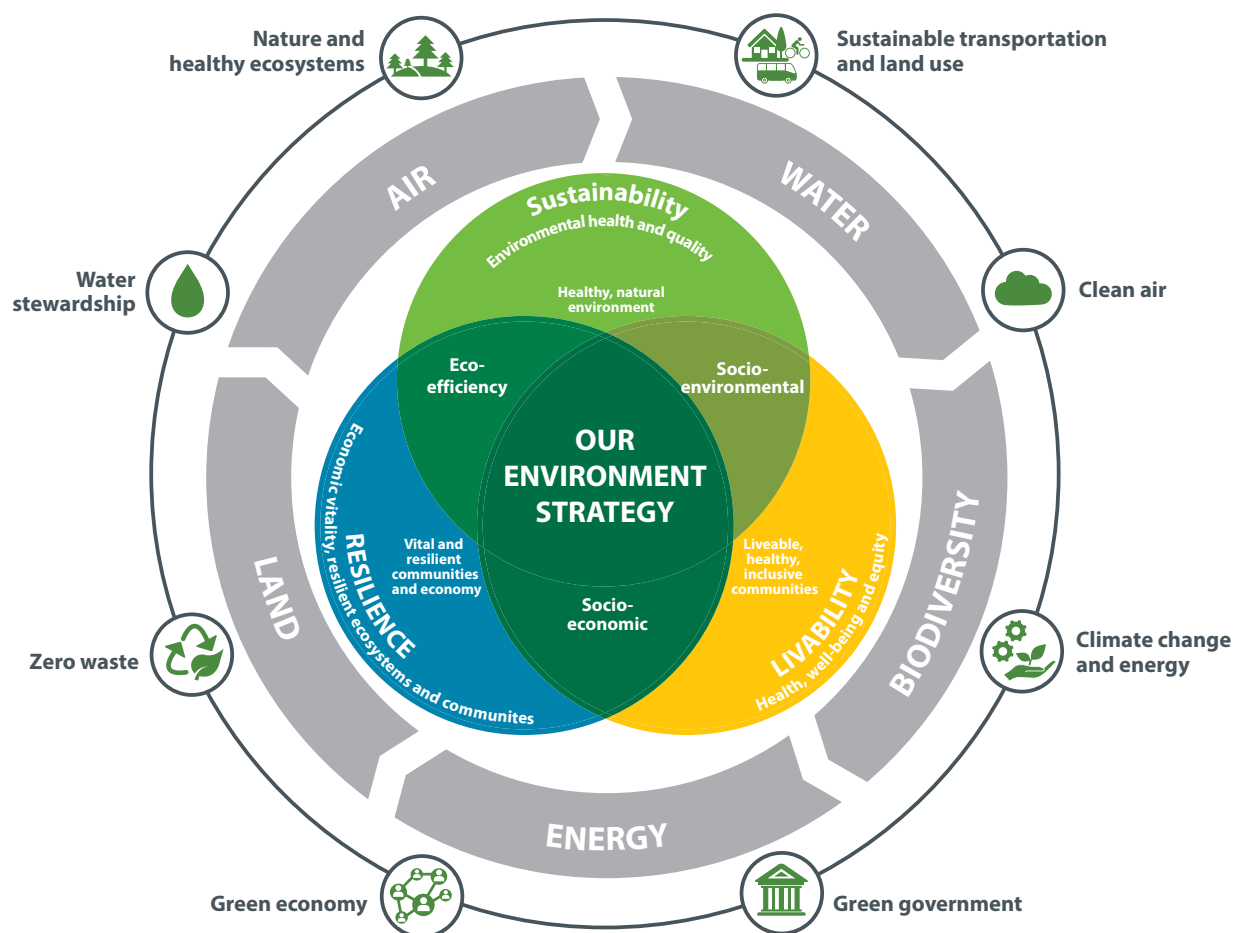 Nature and
healthy ecosystems
Sustainable transportation
and land use
AIR
WATER
Sustainability
Environmental health and quality
Water
stewardship
Clean air
Healthy, natural
environment
Eco-
efficiency
Socio-
environmental
OUR
ENVIRONMENT
STRATEGY
Economic vitality, resilient ecosystems and communites
RESILIENCE
Vital and
resilient
communities
and economy
Liveable,
healthy,
inclusive
communities
LIVABILITY
Health, well-being and equity
LAND
BIODIVERSITY
Socio-
economic
Zero waste
Climate change
and energy
ENERGY
Green economy
Green government